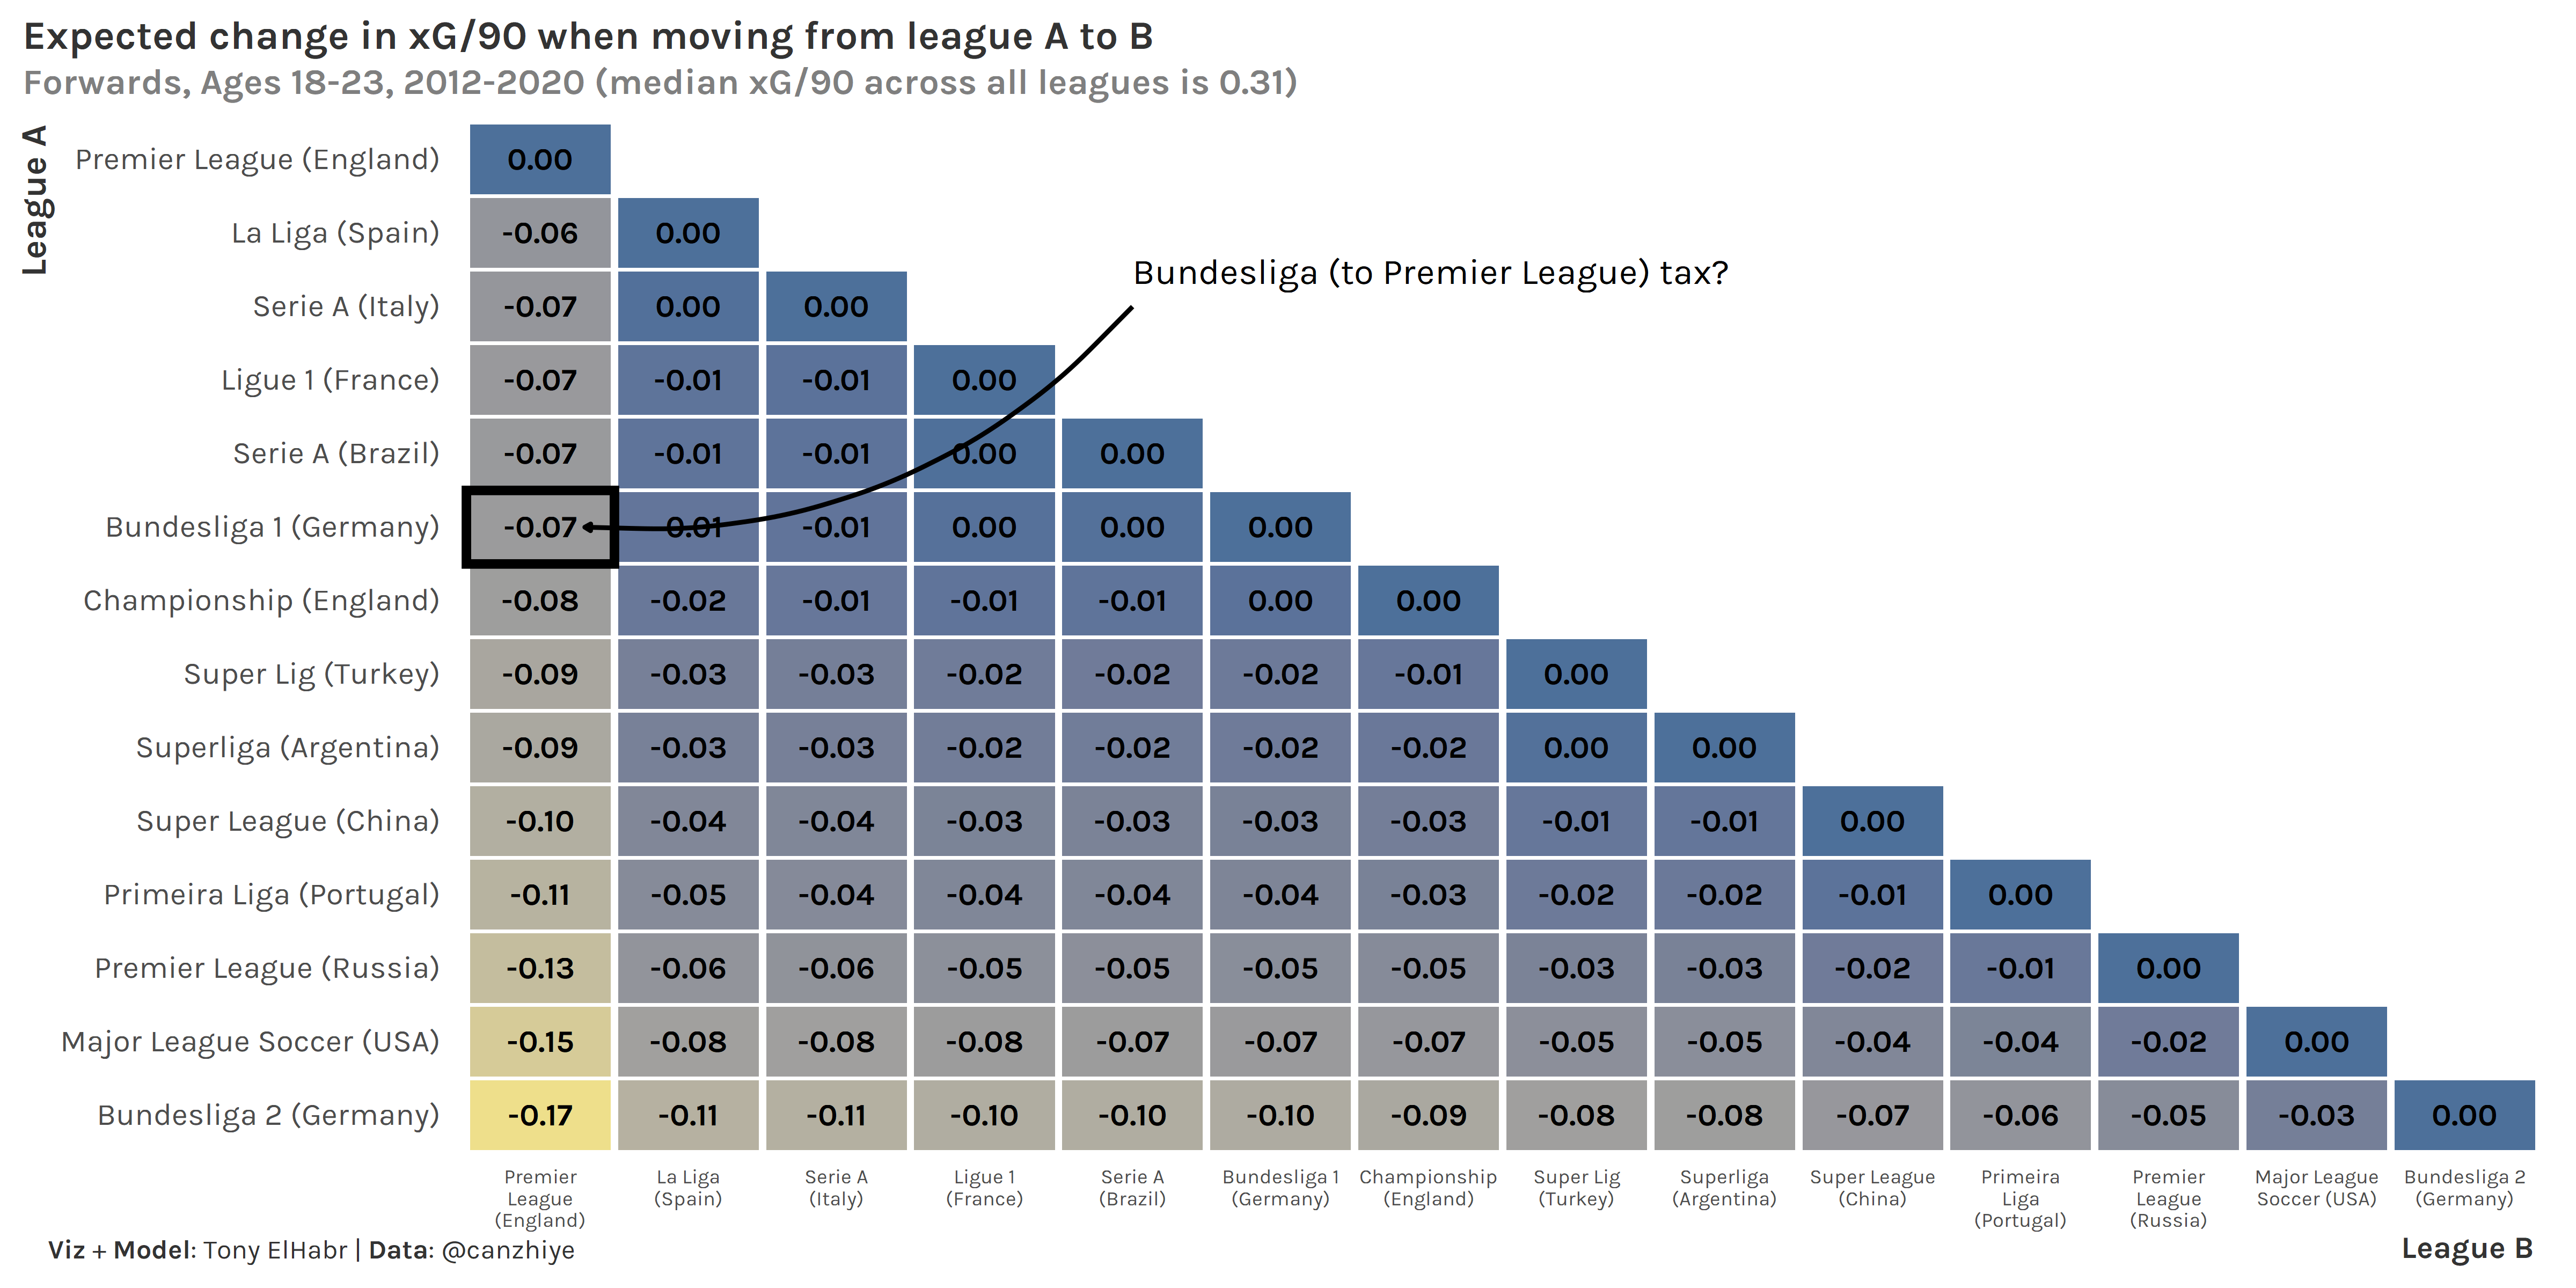 Expected change in xG/90 when moving from league A to B
Forwards, Ages 18-23, 2012-2020 (median xG/90 across all leagues is 0.31)
League A
Premier League (England) 0.00
La Liga (Spain) -0.06 0.00
Bundesliga (to Premier League) tax?
Serie A (Italy) -0.07 0.00 0.00
Ligue 1 (France) -0.07 -0.01 -0.01 0.00
Serie A (Brazil) -0.07 -0.01 -0.01 0.00 0.00
Bundesliga 1 (Germany) -0.07 -0.01 -0.01 0.00 0.00 0.00
Championship (England) -0.08 -0.02 -0.01 -0.01 -0.01 0.00 0.00
Super Lig (Turkey) -0.09 -0.03 -0.03 -0.02 -0.02 -0.02 -0.01 0.00
Superliga (Argentina) -0.09 -0.03 -0.03 -0.02 -0.02 -0.02 -0.02 0.00 0.00
Super League (China) -0.10 -0.04 -0.04 -0.03 -0.03 -0.03 -0.03 -0.01 -0.01 0.00
Primeira Liga (Portugal) -0.11 -0.05 -0.04 -0.04 -0.04 -0.04 -0.03 -0.02 -0.02 -0.01 0.00
Premier League (Russia) -0.13 -0.06 -0.06 -0.05 -0.05 -0.05 -0.05 -0.03 -0.03 -0.02 -0.01 0.00
Major League Soccer (USA) -0.15 -0.08 -0.08 -0.08 -0.07 -0.07 -0.07 -0.05 -0.05 -0.04 -0.04 -0.02 0.00
Bundesliga 2 (Germany) -0.17 -0.11 -0.11 -0.10 -0.10 -0.10 -0.09 -0.08 -0.08 -0.07 -0.06 -0.05 -0.03 0.00
Premier League (England)
La Liga (Spain)
Serie A (Italy)
Ligue 1 (France)
Serie A (Brazil)
Bundesliga 1 (Germany)
Championship (England)
Super Lig (Turkey)
Superliga (Argentina)
Super League (China)
Primeira Liga (Portugal)
Premier League (Russia)
Major League Soccer (USA)
Bundesliga 2 (Germany)
League B
Viz + Model: Tony ElHabr | Data: @canzhiye